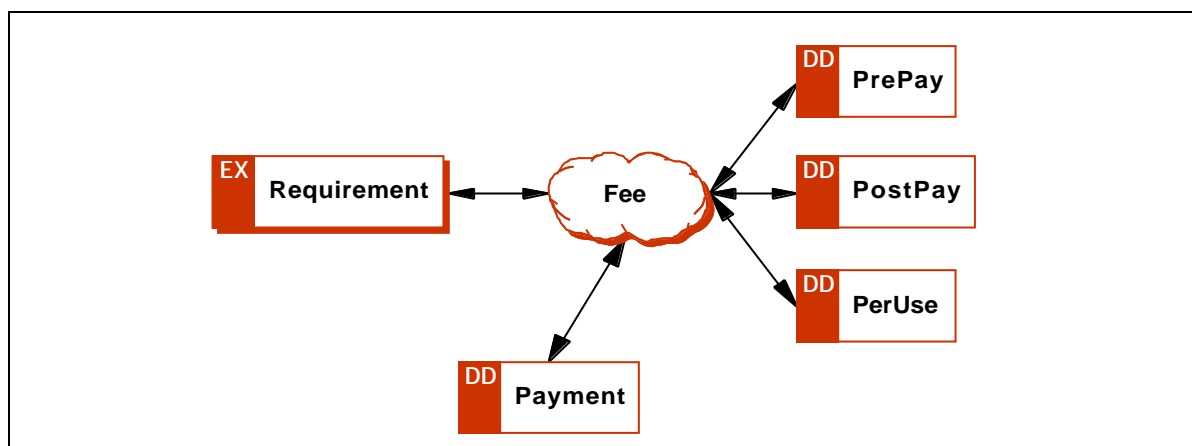 DD
PrePay
EX
Requirement
Fee
DD
PostPay
DD
PerUse
DD
Payment